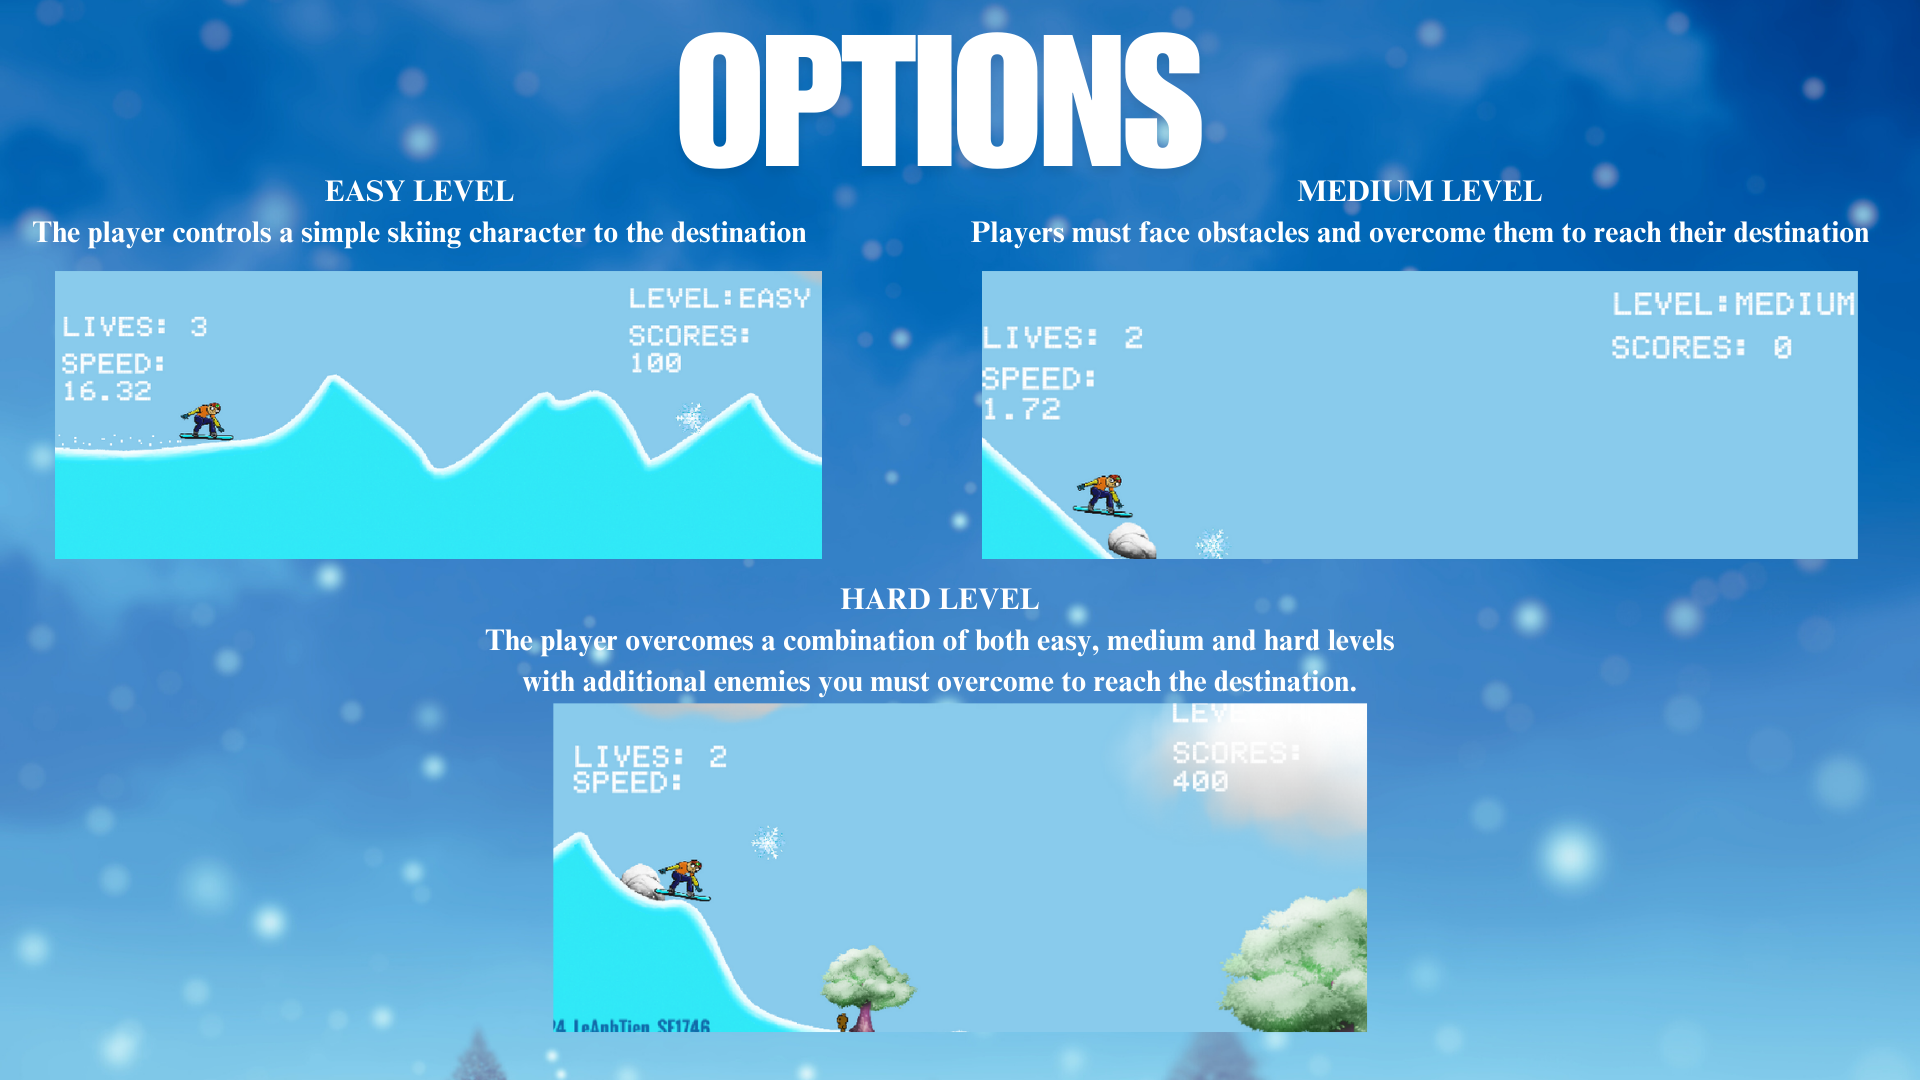 OPTIONS
EASY LEVEL
The player controls a simple skiing character to the destination
LEVEL:EASY
LIVES: 3
SCORES:
100
SPEED:
16.32
MEDIUM LEVEL
Players must face obstacles and overcome them to reach their destination
LEVEL:MEDIUM
LIVES: 2
SCORES: 0
SPEED:
1.72
HARD LEVEL
The player overcomes a combination of both easy, medium and hard levels
with additional enemies you must overcome to reach the destination.
LIVES: 2
SPEED:
SCORES:
400
LeAnhTien_SE1746